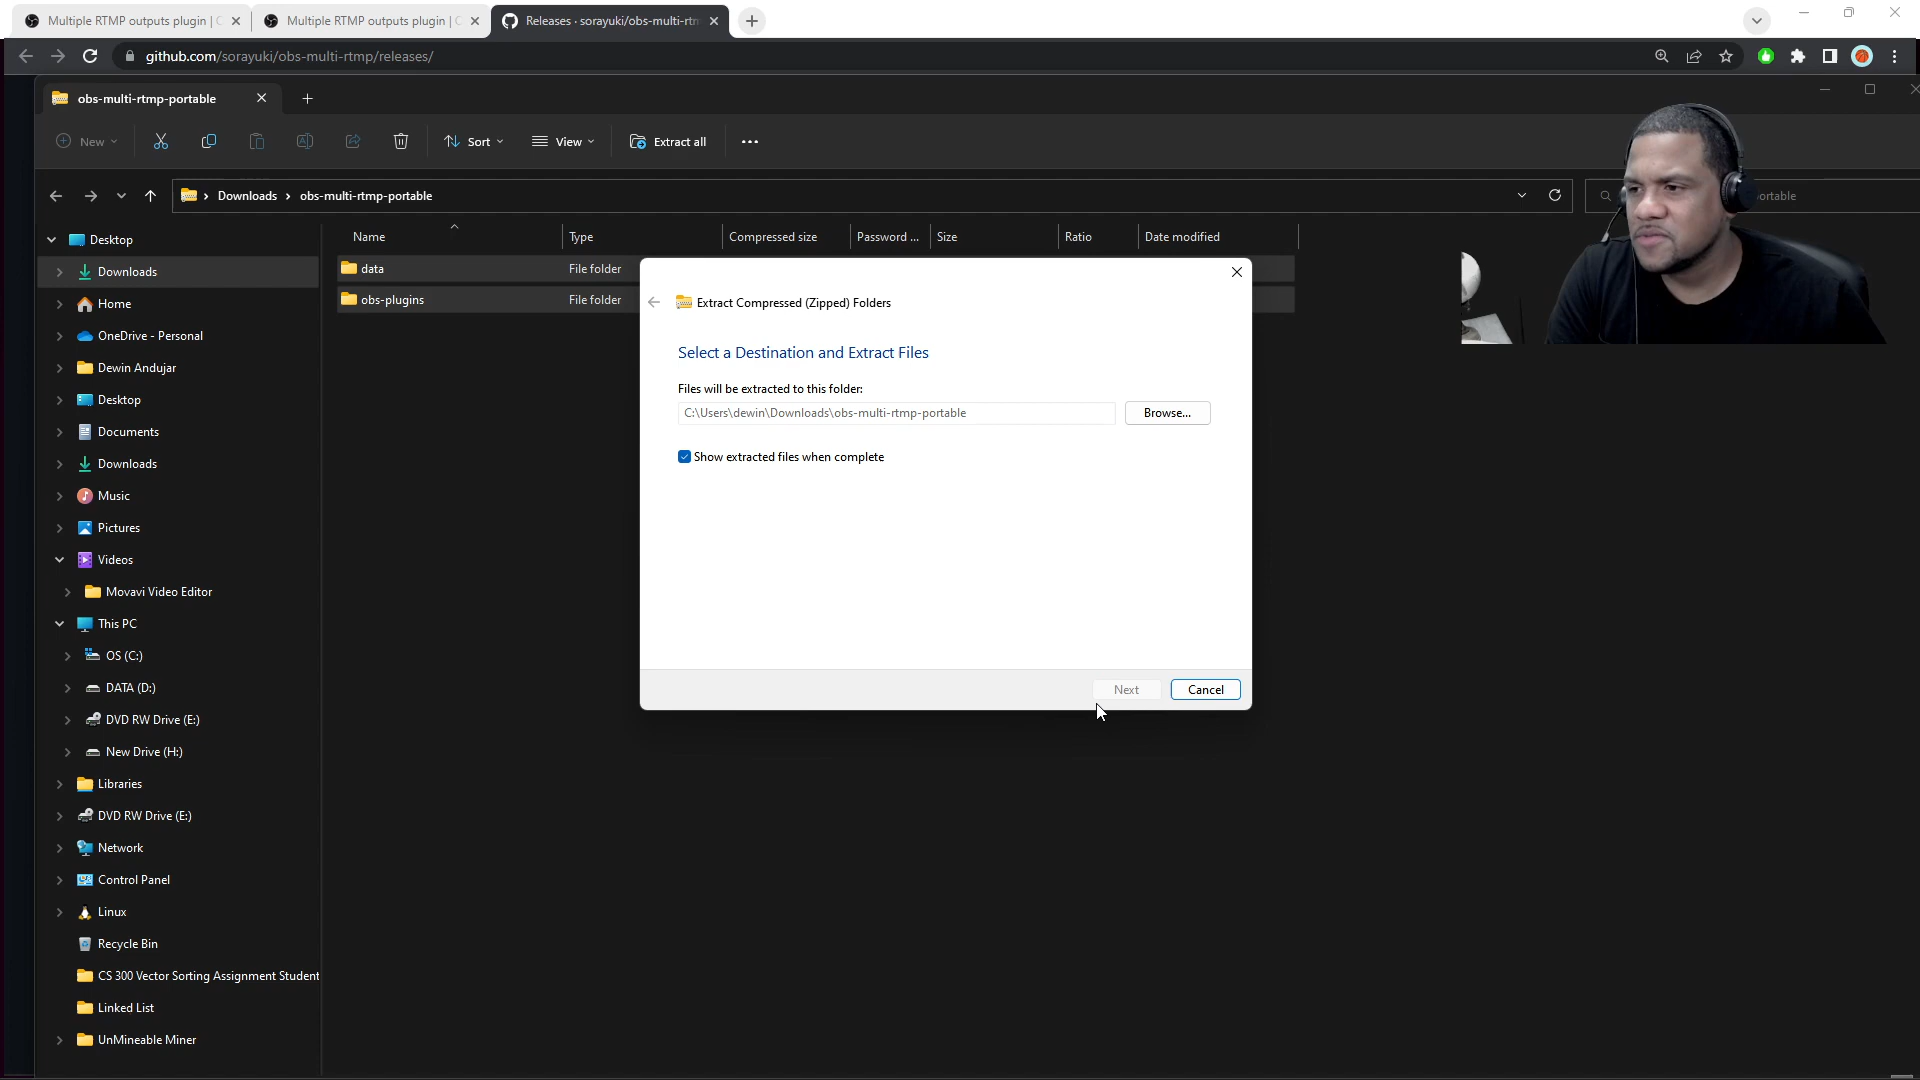 Multiple RTMP outputs plugin | C
Multiple RTMP outputs plugin | C
Releases · sorayuki/obs-multi-rtm
github.com/sorayuki/obs-multi-rtmp/releases/
obs-multi-rtmp-portable
New
Sort
View
Extract all
Downloads > obs-multi-rtmp-portable
ortable
Name
Type
Compressed size
Password ...
Size
Ratio
Date modified
data
File folder
obs-plugins
File folder
Desktop
Downloads
Home
OneDrive - Personal
Dewin Andujar
Desktop
Documents
Downloads
Music
Pictures
Videos
Movavi Video Editor
This PC
OS (C:)
DATA (D:)
DVD RW Drive (E:)
New Drive (H:)
Libraries
DVD RW Drive (E:)
Network
Control Panel
Linux
Recycle Bin
CS 300 Vector Sorting Assignment Student
Linked List
UnMineable Miner
Extract Compressed (Zipped) Folders
Select a Destination and Extract Files
Files will be extracted to this folder:
C:\Users\dewin\Downloads\obs-multi-rtmp-portable
Browse...
Show extracted files when complete
Next
Cancel